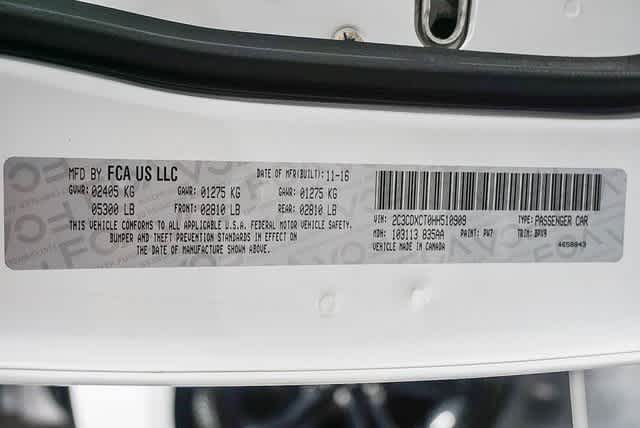 MFD BY FCA US LLC DATE OF MFR(BUILT): 11-16
GVWR: 02405 KG GAWR: 01275 KG GAWR: 01275 KG
05300 LB FRONT: 02810 LB REAR: 02810 LB
THIS VEHICLE CONFORMS TO ALL APPLICABLE U.S.A. FEDERAL MOTOR VEHICLE SAFETY,
BUMPER AND THEFT PREVENTION STANDARDS IN EFFECT ON
THE DATE OF MANUFACTURE SHOWN ABOVE.
VIN: 2C3CDXCT0HH510909 TYPE: PASSENGER CAR
MDH: 103113 835AA PAINT: PW7 TRIM: BPX9
VEHICLE MADE IN CANADA 4658843